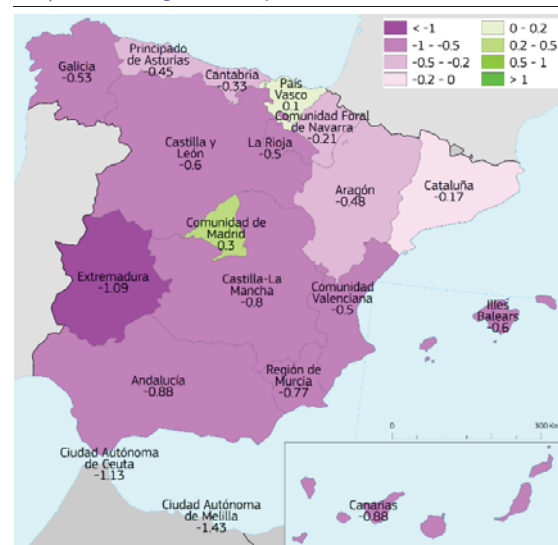 < -1
-1 - -0.5
-0.5 - -0.2
-0.2 - 0
0 - 0.2
0.2 - 0.5
0.5 - 1
> 1
Galicia
-0.53
Principado
de Asturias
-0.45
Cantabria
-0.33
País
Vasco
0.1
Comunidad Foral
de Navarra
-0.21
La Rioja
-0.5
Castilla y
León
-0.6
Aragón
-0.48
Cataluña
-0.17
Comunidad de
Madrid
0.3
Extremadura
-1.09
Castilla-La
Mancha
-0.8
Comunidad
Valenciana
-0.5
Illes
Balears
-0.6
Andalucía
-0.88
Región de
Murcia
-0.77
0 300 Km
Ciudad Autónoma
de Ceuta
-1.13
Ciudad Autónoma
de Melilla
-1.43
Canarias
-0.88